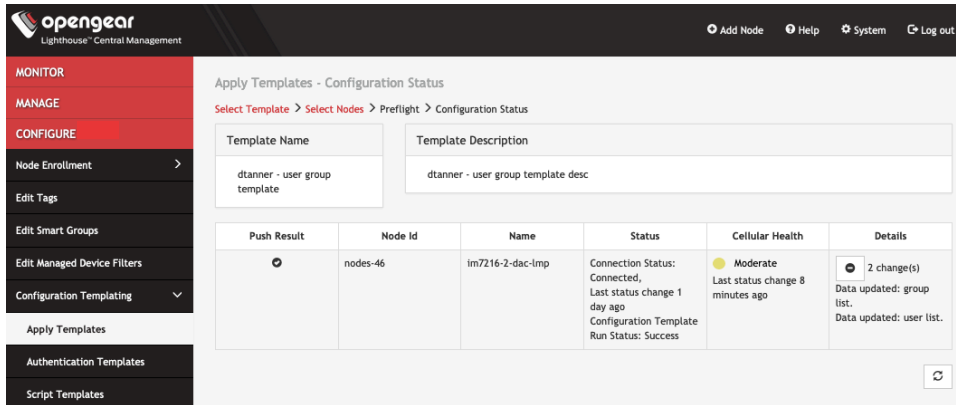 opengear
Lighthouse™ Central Management
Add Node
Help
System
Log out
MONITOR
MANAGE
CONFIGURE
Node Enrollment
Edit Tags
Edit Smart Groups
Edit Managed Device Filters
Configuration Templating
Apply Templates
Authentication Templates
Script Templates
Apply Templates - Configuration Status
Select Template > Select Nodes > Preflight > Configuration Status
Template Name
dtanner - user group
template
Template Description
dtanner - user group template desc
Push Result
Node Id
Name
Status
Cellular Health
Details
nodes-46
im7216-2-dac-lmp
Connection Status:
Connected,
Last status change 1
day ago
Configuration Template
Run Status: Success
Moderate
Last status change 8
minutes ago
2 change(s)
Data updated: group
list.
Data updated: user list.